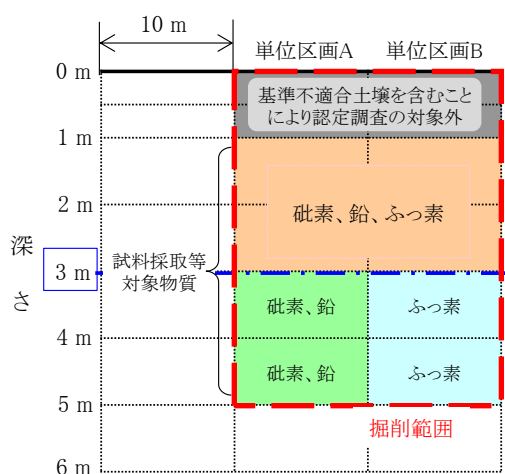 10 m
単位区画A 単位区画B
0 m
基準不適合土壌を含むこと
により認定調査の対象外
1 m
2 m
砒素、鉛、ふっ素
深さ
試料採取等
対象物質
3 m
砒素、鉛 ふっ素
4 m
砒素、鉛 ふっ素
5 m
掘削範囲
6 m